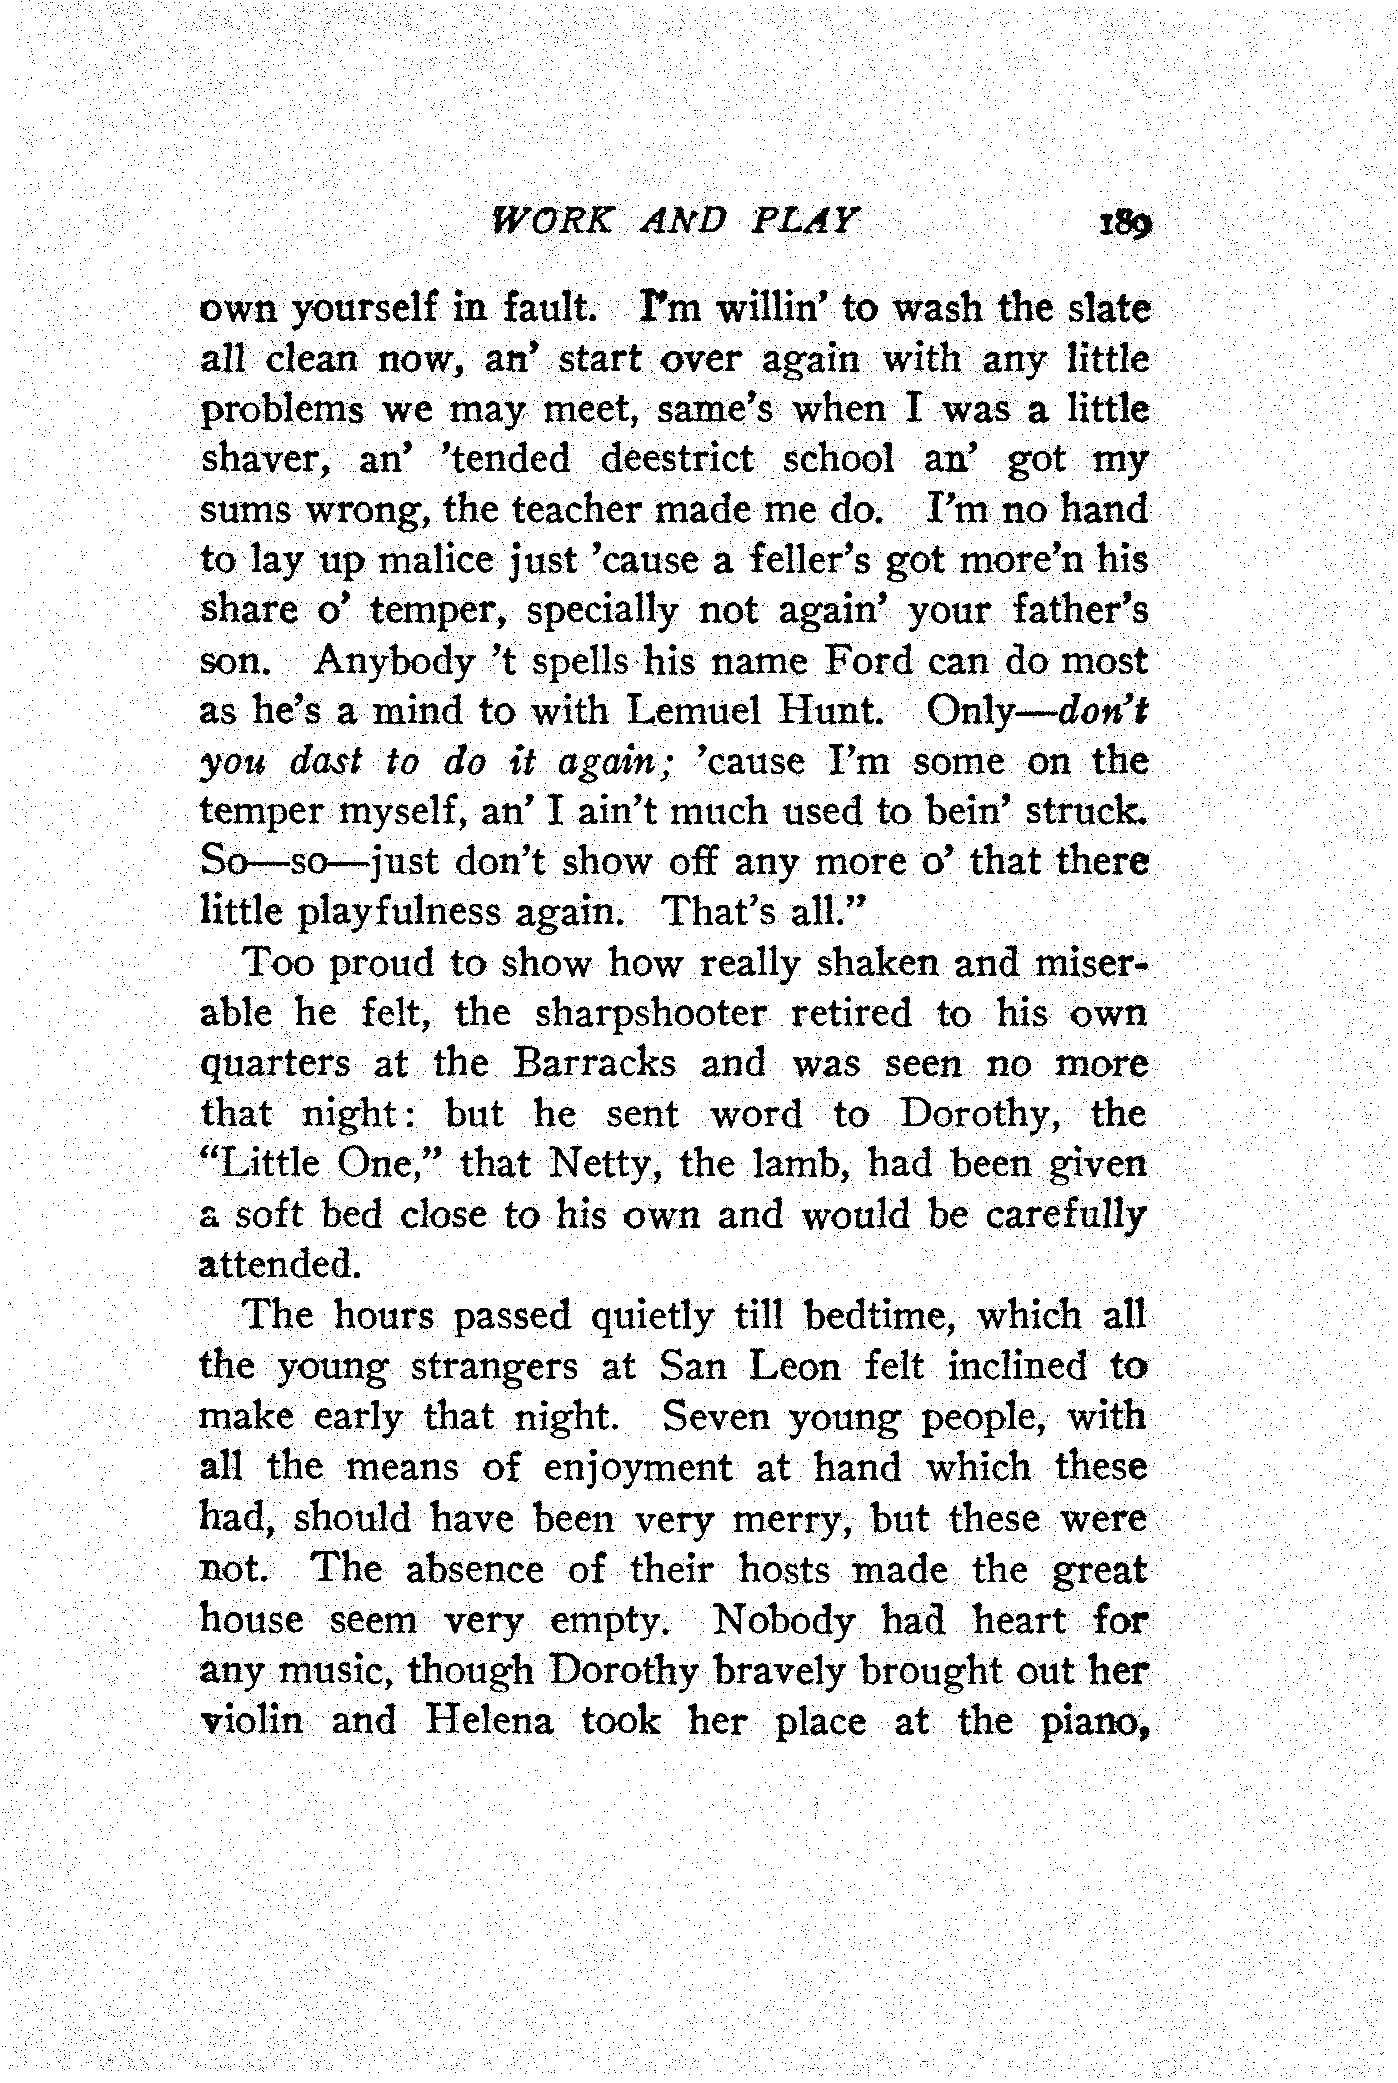 WORK AND PLAY 189
own yourself in fault. I'm willin' to wash the slate
all clean now, an' start over again with any little
problems we may meet, same's when I was a little
shaver, an' 'tended deestrict school an' got my
sums wrong, the teacher made me do. I'm no hand
to lay up malice just 'cause a feller's got more'n his
share o' temper, specially not again' your father's
son. Anybody 't spells his name Ford can do most
as he's a mind to with Lemuel Hunt. Only—don't
you dast to do it again; 'cause I'm some on the
temper myself, an' I ain't much used to bein' struck.
So—so—just don't show off any more o' that there
little playfulness again. That's all.”
Too proud to show how really shaken and miser-
able he felt, the sharpshooter retired to his own
quarters at the Barracks and was seen no more
that night: but he sent word to Dorothy, the
“Little One,” that Netty, the lamb, had been given
a soft bed close to his own and would be carefully
attended.
The hours passed quietly till bedtime, which all
the young strangers at San Leon felt inclined to
make early that night. Seven young people, with
all the means of enjoyment at hand which these
had, should have been very merry, but these were
not. The absence of their hosts made the great
house seem very empty. Nobody had heart for
any music, though Dorothy bravely brought out her
violin and Helena took her place at the piano,